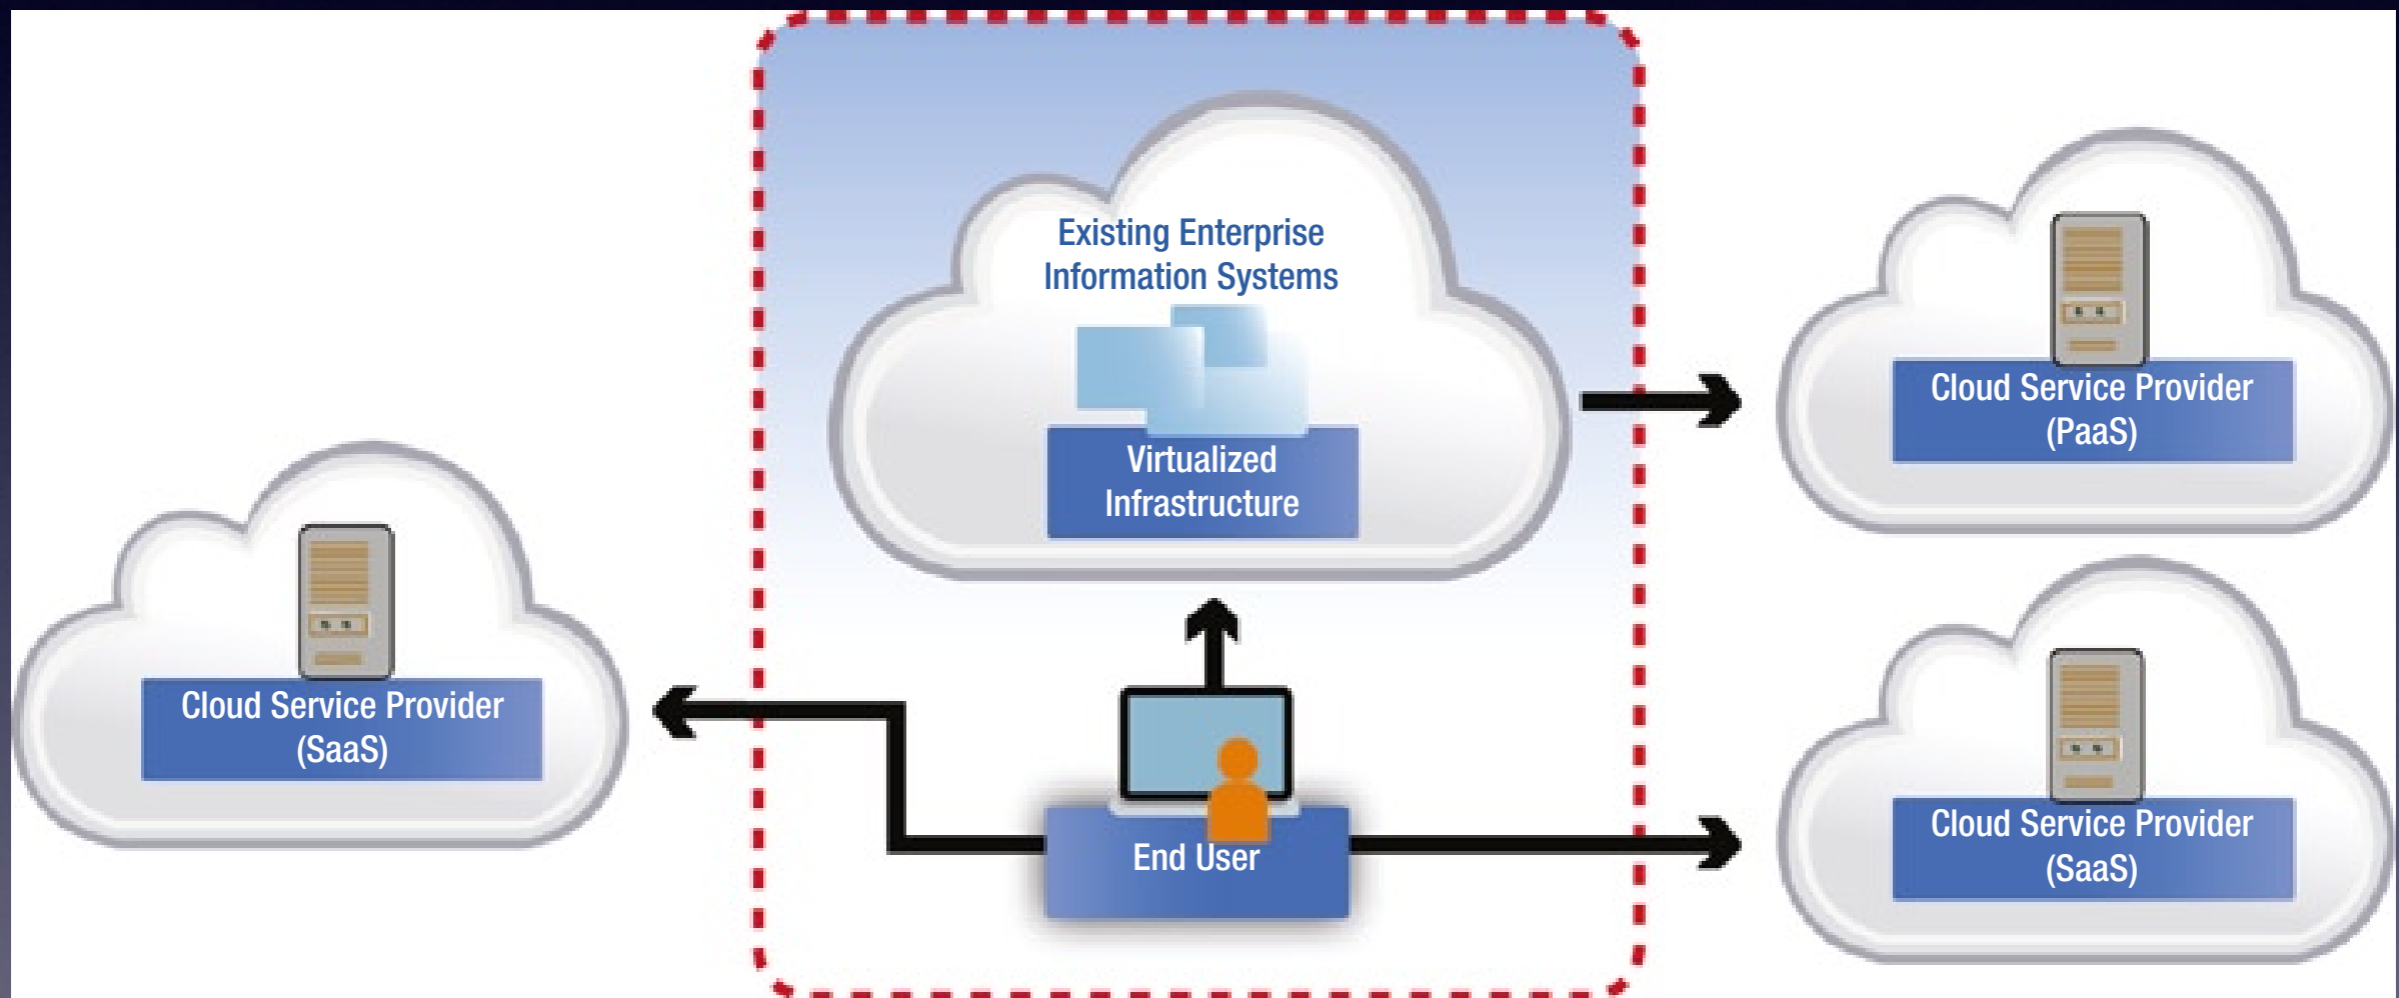 Existing Enterprise
Information Systems
Virtualized
Infrastructure
Cloud Service Provider
(PaaS)
Cloud Service Provider
(SaaS)
End User
Cloud Service Provider
(SaaS)